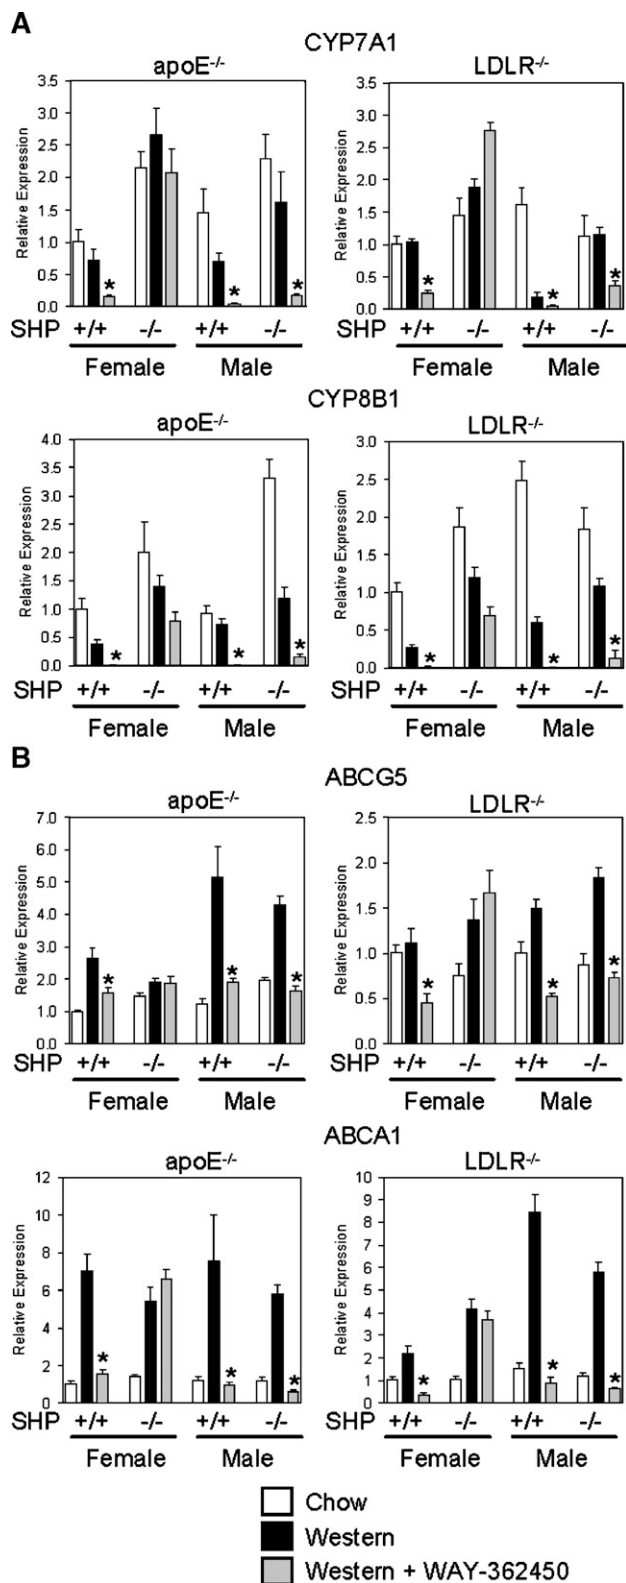 A
CYP7A1
apoE-/- LDLR-/-
Relative Expression Relative Expression
3.5 3.5
3.0 3.0
2.5 2.5
2.0 2.0
1.5 1.5
1.0 1.0
0.5 0.5
0.0 0.0
* * * * * *
SHP +/+ -/- +/+ -/- SHP +/+ -/- +/+ -/-
Female Male Female Male
CYP8B1
apoE-/- LDLR-/-
Relative Expression Relative Expression
4.0 3.0
3.5 2.5
3.0 2.0
2.5 1.5
2.0 1.0
1.5 0.5
1.0 0.0
0.5
0.0
* * * * * *
SHP +/+ -/- +/+ -/- SHP +/+ -/- +/+ -/-
Female Male Female Male
B
ABCG5
apoE-/- LDLR-/-
Relative Expression Relative Expression
7.0 2.5
6.0 2.0
5.0 1.5
4.0 1.0
3.0 0.5
2.0 0.0
1.0
0.0
* * * * * *
SHP +/+ -/- +/+ -/- SHP +/+ -/- +/+ -/-
Female Male Female Male
ABCA1
apoE-/- LDLR-/-
Relative Expression Relative Expression
12 10
10 9
8 8
6 7
4 6
2 5
0 4
3
2
1
0
* * * * * *
SHP +/+ -/- +/+ -/- SHP +/+ -/- +/+ -/-
Female Male Female Male
Chow
Western
Western + WAY-362450